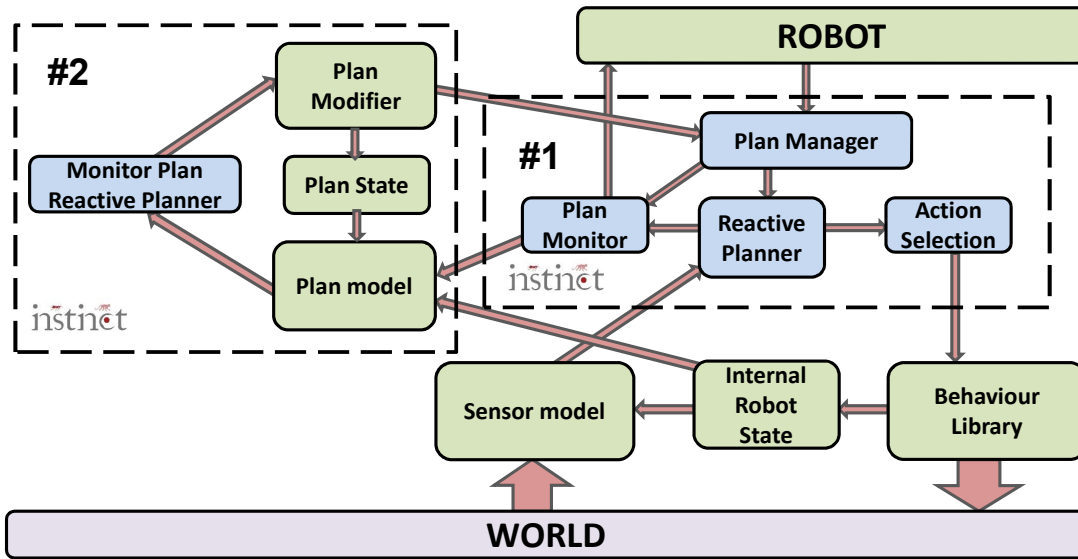 ROBOT
#2
Plan
Modifier
#1
Plan Manager
Monitor Plan
Reactive Planner
Plan State
Plan
Monitor
Reactive
Planner
Action
Selection
Plan model
instinct
instinct
Sensor model
Internal
Robot
State
Behaviour
Library
WORLD